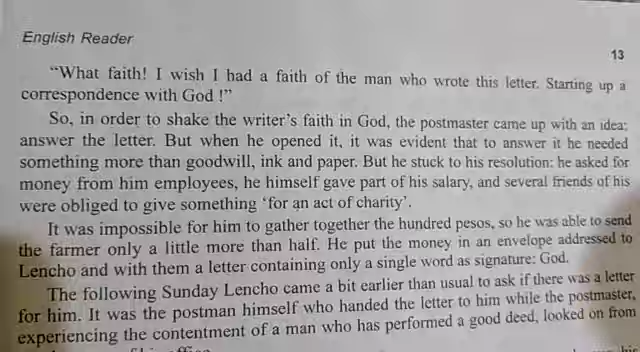 English Reader
13
“What faith! I wish I had a faith of the man who wrote this letter. Starting up a
correspondence with God !”
So, in order to shake the writer's faith in God, the postmaster came up with an idea;
answer the letter. But when he opened it, it was evident that to answer it he needed
something more than goodwill, ink and paper. But he stuck to his resolution: he asked for
money from him employees, he himself gave part of his salary, and several friends of his
were obliged to give something ‘for an act of charity’.
It was impossible for him to gather together the hundred pesos, so he was able to send
the farmer only a little more than half. He put the money in an envelope addressed to
Lencho and with them a letter containing only a single word as signature: God.
The following Sunday Lencho came a bit earlier than usual to ask if there was a letter
for him. It was the postman himself who handed the letter to him while the postmaster,
experiencing the contentment of a man who has performed a good deed, looked on from